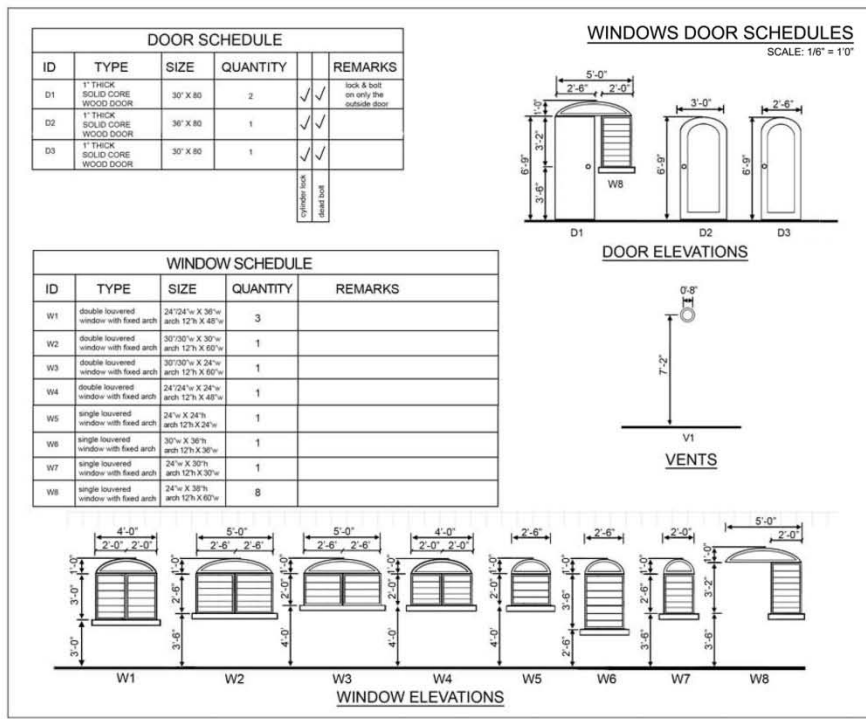 WINDOWS DOOR SCHEDULES
SCALE: 1/6" = 1'0"
DOOR SCHEDULE
ID TYPE SIZE QUANTITY REMARKS
D1 1" THICK SOLID CORE WOOD DOOR 30" X 80 2 ✓ ✓ lock & bolt on only the outside door
D2 1" THICK SOLID CORE WOOD DOOR 36" X 80 1 ✓ ✓
D3 1" THICK SOLID CORE WOOD DOOR 30" X 80 1 ✓ ✓
cylinder lock
dead bolt
5'-0"
2'-6" 2'-0"
1'-0"
3'-2"
6'-9"
3'-6"
W8
D1
3'-0"
6'-9"
D2
2'-6"
6'-9"
D3
DOOR ELEVATIONS
WINDOW SCHEDULE
ID TYPE SIZE QUANTITY REMARKS
W1 double louvered window with fixed arch 24"/24"w X 36"w arch 12"h X 48"w 3
W2 double louvered window with fixed arch 30"/30"w X 30"w arch 12"h X 60"w 1
W3 double louvered window with fixed arch 30"/30"w X 24"w arch 12"h X 60"w 1
W4 double louvered window with fixed arch 24"/24"w X 24"w arch 12"h X 48"w 1
W5 single louvered window with fixed arch 24"w X 24"h arch 12"h X 24"w 1
W6 single louvered window with fixed arch 30"w X 36"h arch 12"h X 36"w 1
W7 single louvered window with fixed arch 24"w X 30"h arch 12"h X 30"w 1
W8 single louvered window with fixed arch 24"w X 38"h arch 12"h X 60"w 8
0'-8"
7'-2"
V1
VENTS
4'-0"
2'-0" 2'-0"
1'-0"
3'-0"
3'-0"
W1
5'-0"
2'-6" 2'-6"
1'-0"
2'-6"
3'-6"
W2
5'-0"
2'-6" 2'-6"
1'-0"
2'-0"
4'-0"
W3
4'-0"
2'-0" 2'-0"
1'-0"
2'-0"
4'-0"
W4
2'-6"
1'-0"
2'-0"
4'-0"
W5
2'-6"
1'-0"
3'-6"
2'-6"
W6
2'-0"
1'-0"
2'-6"
3'-6"
W7
5'-0"
2'-0"
1'-0"
3'-2"
3'-6"
W8
WINDOW ELEVATIONS